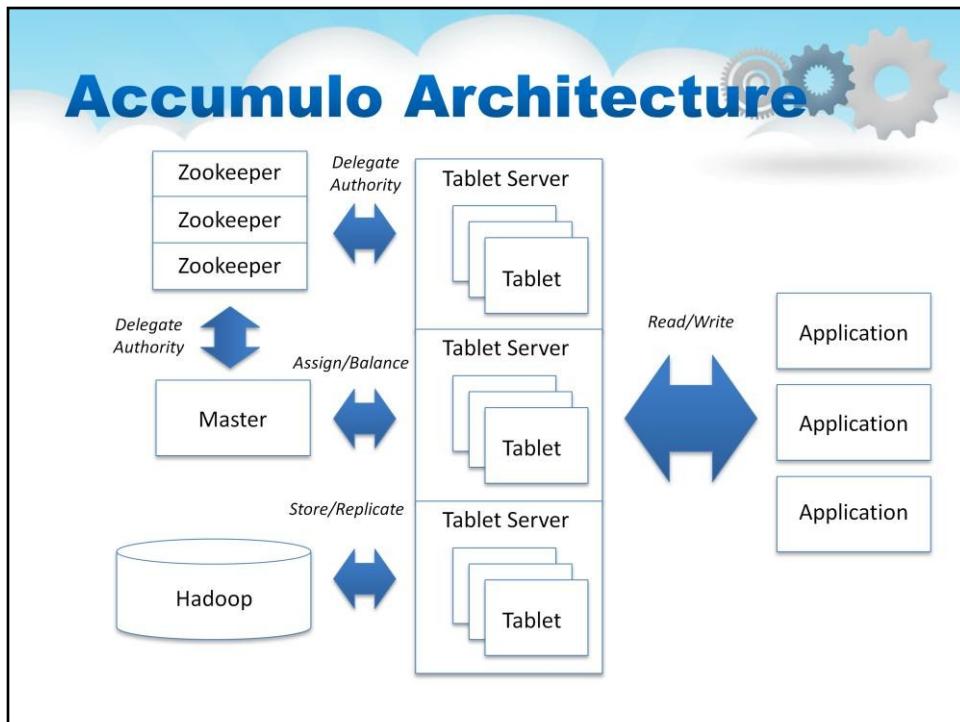 Accumulo Architecture
Zookeeper
Zookeeper
Zookeeper
Delegate
Authority
Tablet Server
Tablet
Delegate
Authority
Master
Assign/Balance
Tablet Server
Tablet
Read/Write
Application
Application
Application
Store/Replicate
Hadoop
Tablet Server
Tablet